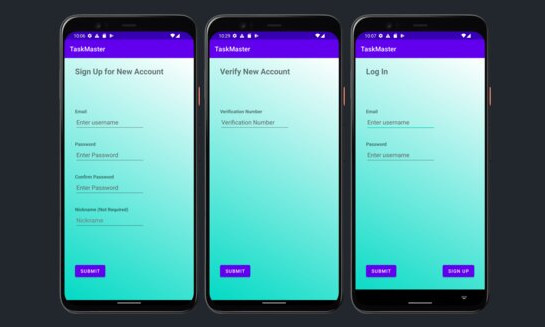 10:06
TaskMaster
Sign Up for New Account
Email
Enter username
Password
Enter Password
Confirm Password
Enter Password
Nickname (Not Required)
Nickname
SUBMIT
10:29
TaskMaster
Verify New Account
Verification Number
Verification Number
SUBMIT
10:07
TaskMaster
Log In
Email
Enter username
Password
Enter username
SUBMIT
SIGN UP